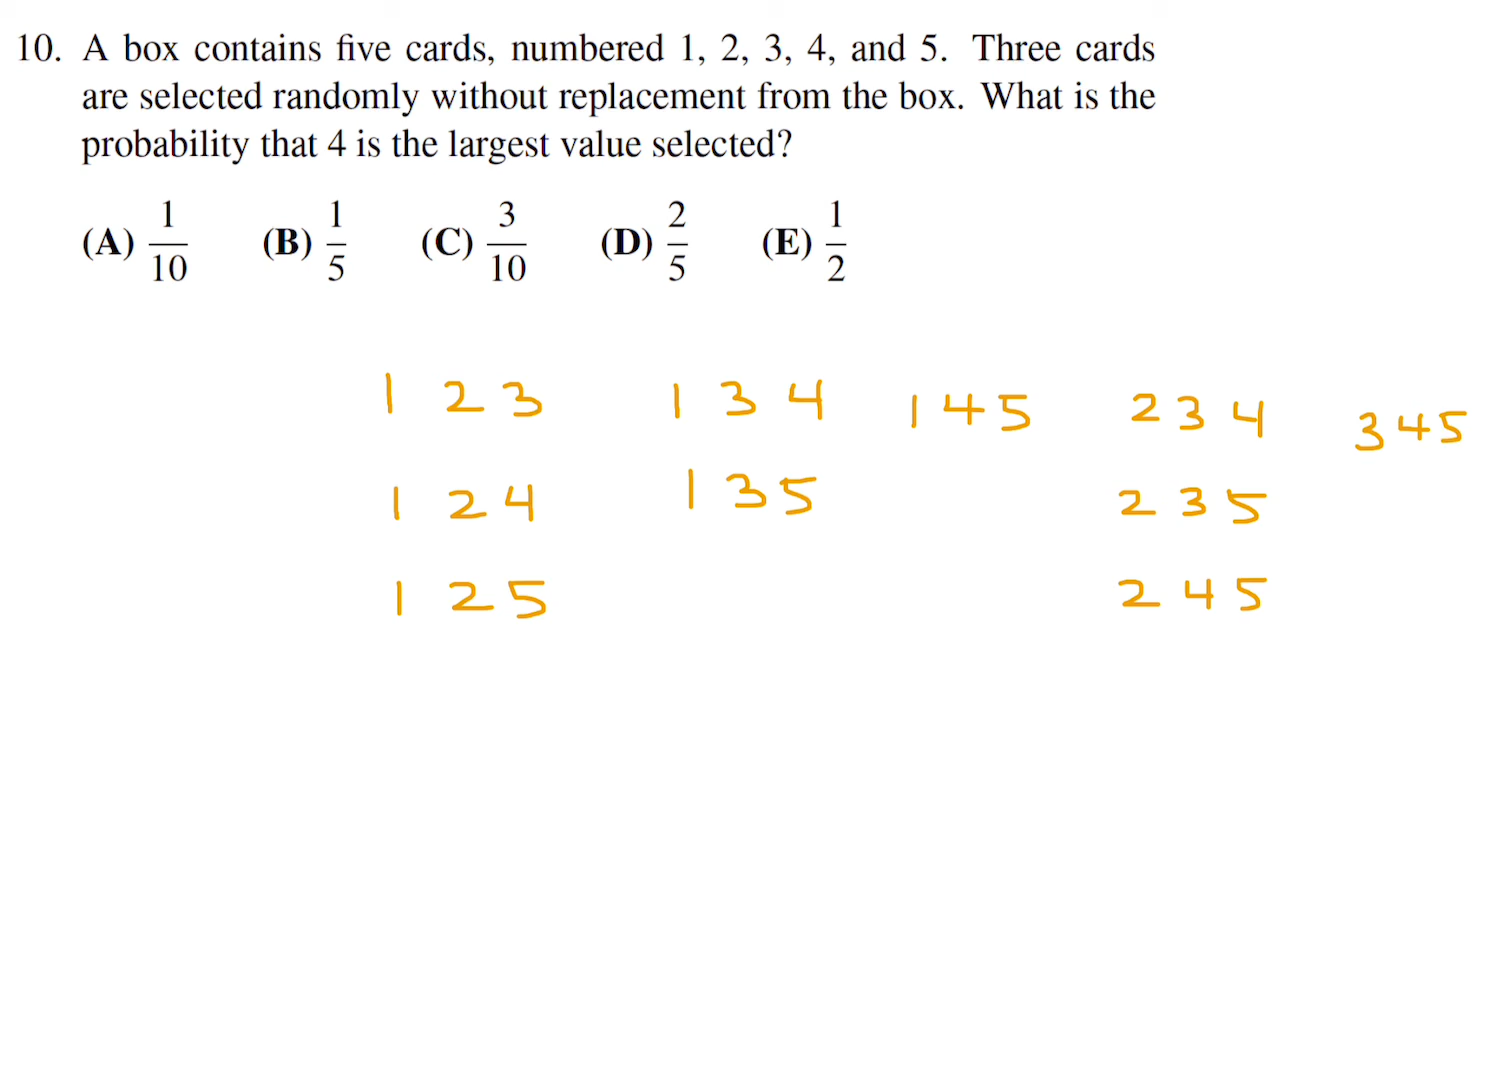 10. A box contains five cards, numbered 1, 2, 3, 4, and 5. Three cards
are selected randomly without replacement from the box. What is the
probability that 4 is the largest value selected?
(A) 1/10 (B) 1/5 (C) 3/10 (D) 2/5 (E) 1/2
1 2 3 1 3 4 1 4 5 2 3 4 3 4 5
1 2 4 1 3 5 2 3 5
1 2 5 2 4 5